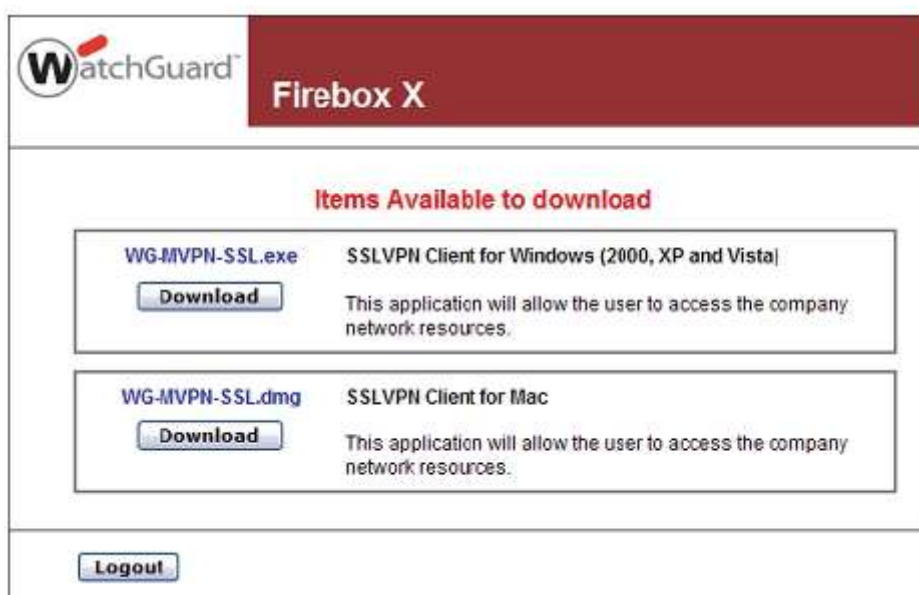 WatchGuard™
Firebox X
Items Available to download
WG-MVPN-SSL.exe
SSLVPN Client for Windows (2000, XP and Vista)
Download
This application will allow the user to access the company
network resources.
WG-MVPN-SSL.dmg
SSLVPN Client for Mac
Download
This application will allow the user to access the company
network resources.
Logout